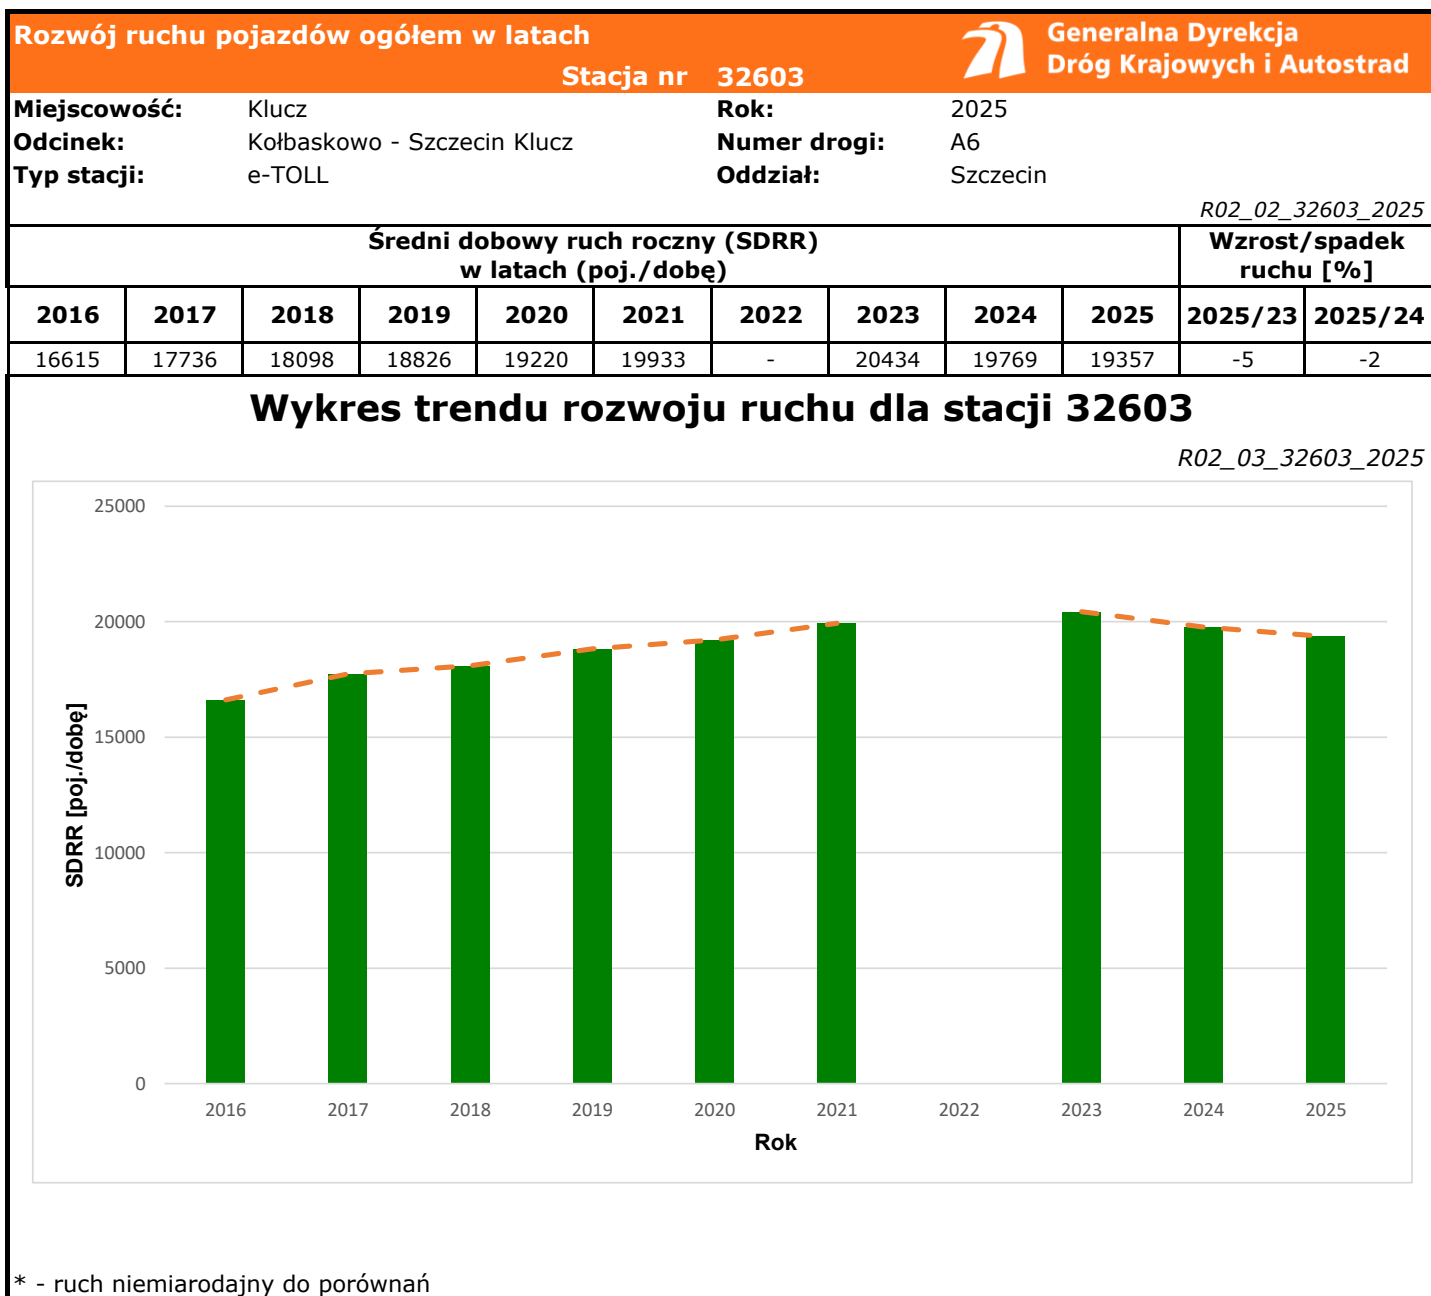 Rozwój ruchu pojazdów ogółem w latach
Generalna Dyrekcja
Dróg Krajowych i Autostrad
Stacja nr 32603
Miejscowość: Klucz Rok: 2025
Odcinek: Kołbaskowo - Szczecin Klucz Numer drogi: A6
Typ stacji: e-TOLL Oddział: Szczecin
R02_02_32603_2025
Średni dobowy ruch roczny (SDRR)
w latach (poj./dobę)
Wzrost/spadek
ruchu [%]
2016 2017 2018 2019 2020 2021 2022 2023 2024 2025 2025/23 2025/24
16615 17736 18098 18826 19220 19933 - 20434 19769 19357 -5 -2
Wykres trendu rozwoju ruchu dla stacji 32603
R02_03_32603_2025
25000
20000
15000
10000
5000
0
SDRR [poj./dobę]
2016 2017 2018 2019 2020 2021 2022 2023 2024 2025
Rok
* - ruch niemiarodajny do porównań